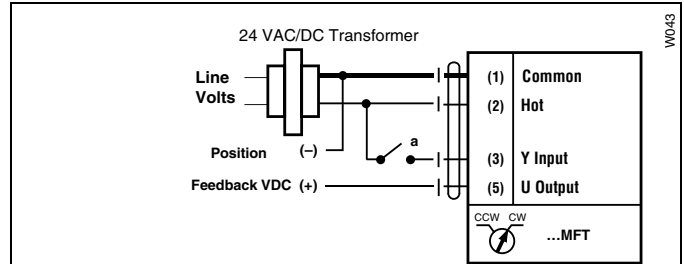 W043
24 VAC/DC Transformer
Line
Volts
(1) Common
(2) Hot
Position (–)
a
(3) Y Input
Feedback VDC (+)
(5) U Output
CCW CW
...MFT